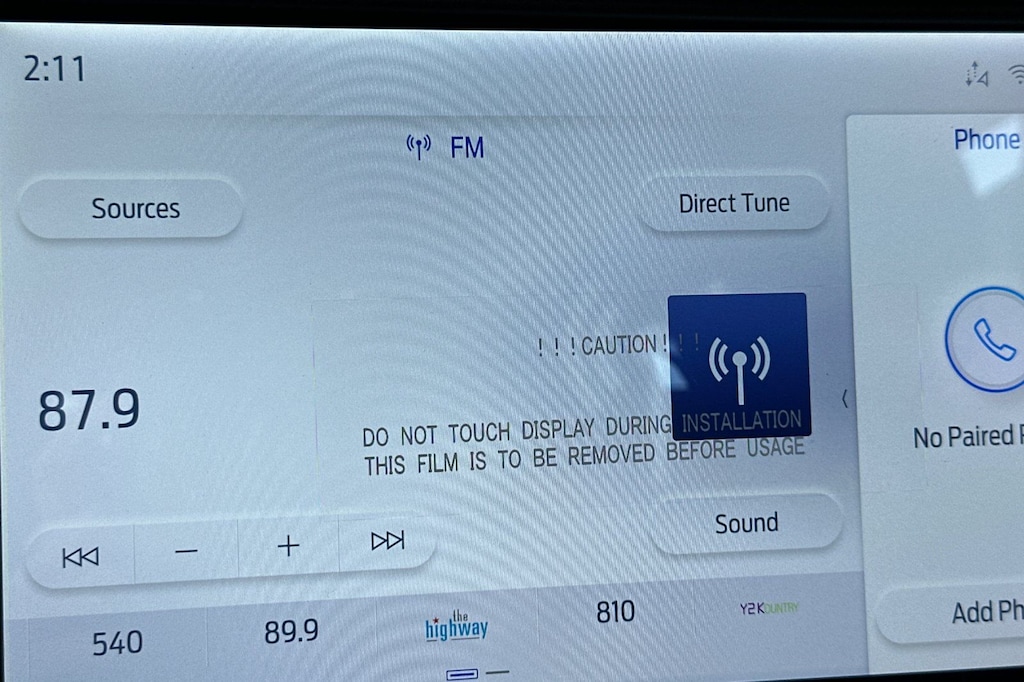 2:11
FM
Phone
Sources
Direct Tune
! ! ! CAUTION! ! !
87.9
DO NOT TOUCH DISPLAY DURING INSTALLATION
THIS FILM IS TO BE REMOVED BEFORE USAGE
No Paired
Sound
Add Ph
540
89.9
the highway
810
Y2KOUNTRY